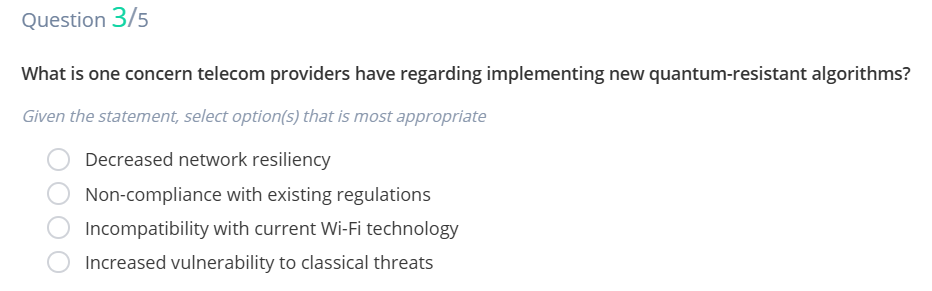 Question 3/5
What is one concern telecom providers have regarding implementing new quantum-resistant algorithms?
Given the statement, select option(s) that is most appropriate
Decreased network resiliency
Non-compliance with existing regulations
Incompatibility with current Wi-Fi technology
Increased vulnerability to classical threats